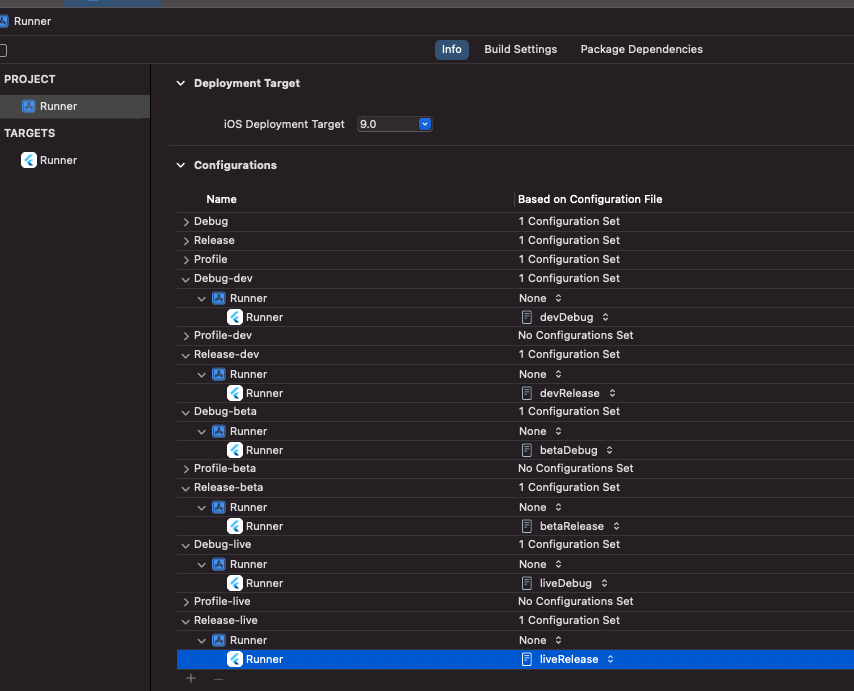 Runner
Info Build Settings Package Dependencies
PROJECT
Runner
TARGETS
Runner
Deployment Target
iOS Deployment Target 9.0
Configurations
Name Based on Configuration File
Debug 1 Configuration Set
Release 1 Configuration Set
Profile 1 Configuration Set
Debug-dev 1 Configuration Set
Runner None
Runner devDebug
Profile-dev No Configurations Set
Release-dev 1 Configuration Set
Runner None
Runner devRelease
Debug-beta 1 Configuration Set
Runner None
Runner betaDebug
Profile-beta No Configurations Set
Release-beta 1 Configuration Set
Runner None
Runner betaRelease
Debug-live 1 Configuration Set
Runner None
Runner liveDebug
Profile-live No Configurations Set
Release-live 1 Configuration Set
Runner None
Runner liveRelease